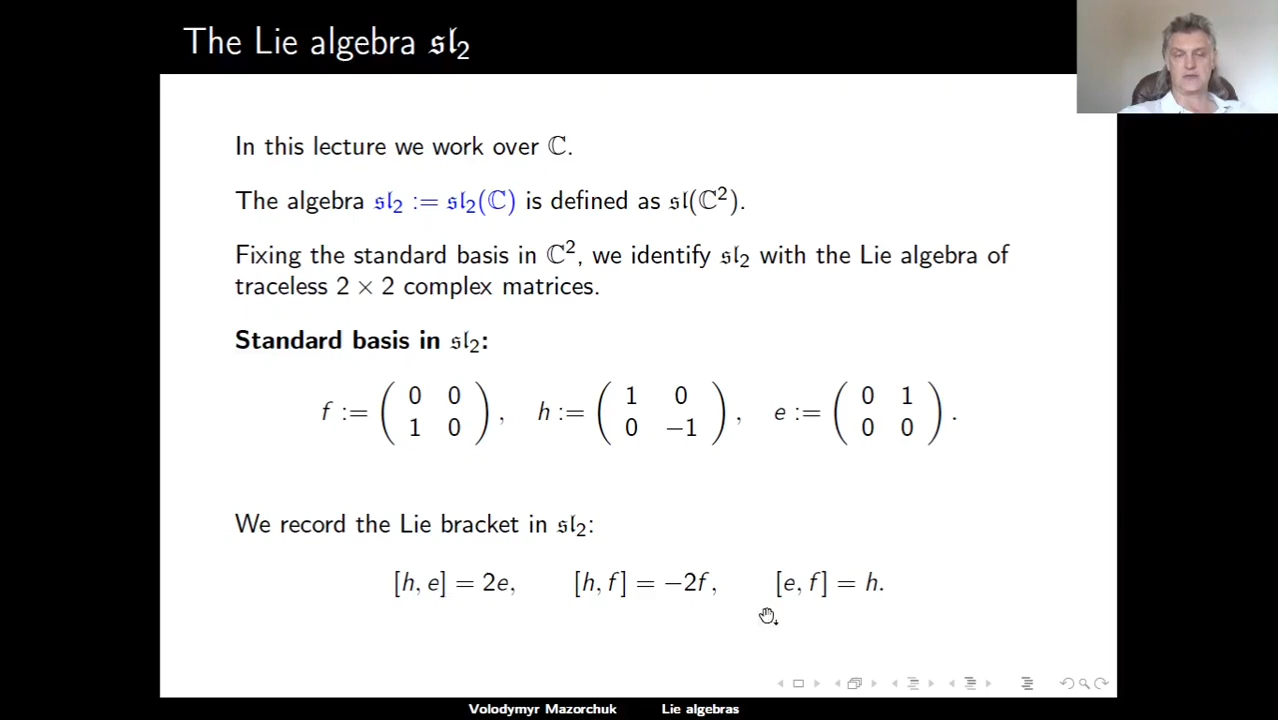 The Lie algebra 𝔰𝔩₂
In this lecture we work over ℂ.
The algebra 𝔰𝔩₂ := 𝔰𝔩₂(ℂ) is defined as 𝔰𝔩(ℂ²).
Fixing the standard basis in ℂ², we identify 𝔰𝔩₂ with the Lie algebra of
traceless 2 × 2 complex matrices.
Standard basis in 𝔰𝔩₂:
f := ( 0 0 ; 1 0 ), h := ( 1 0 ; 0 −1 ), e := ( 0 1 ; 0 0 ).
We record the Lie bracket in 𝔰𝔩₂:
[h, e] = 2e, [h, f] = −2f, [e, f] = h.
Volodymyr Mazorchuk Lie algebras